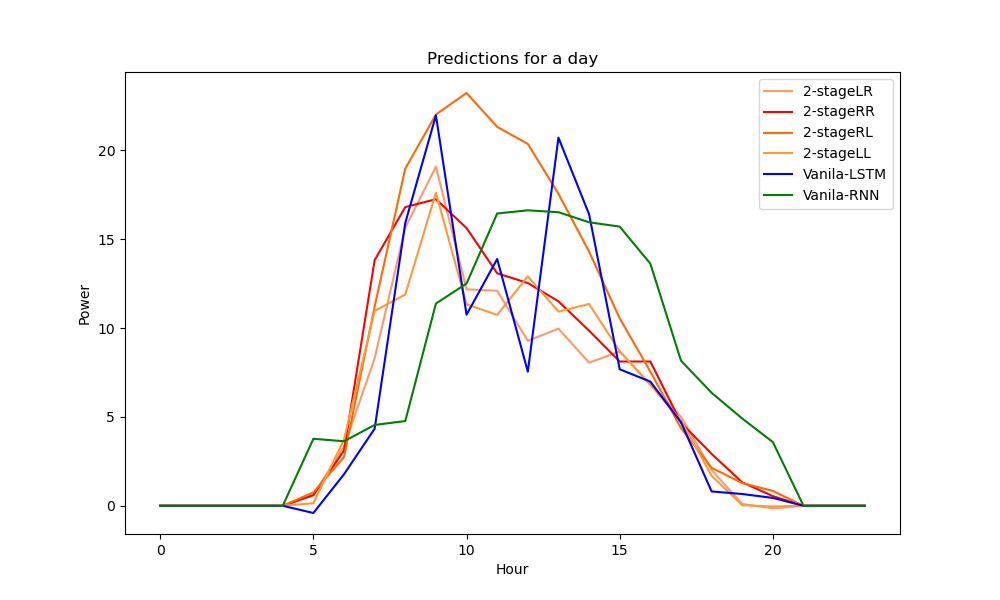 Predictions for a day
2-stageLR
2-stageRR
2-stageRL
2-stageLL
Vanila-LSTM
Vanila-RNN
Power
20
15
10
5
0
0 5 10 15 20
Hour